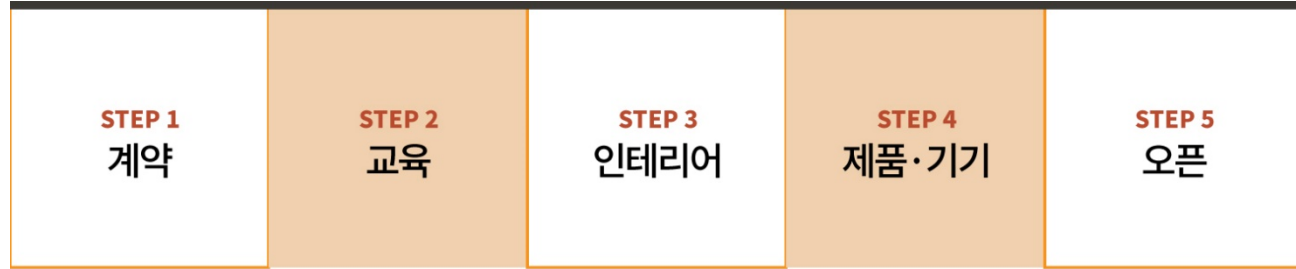 STEP 1
계약
STEP 2
교육
STEP 3
인테리어
STEP 4
제품·기기
STEP 5
오픈